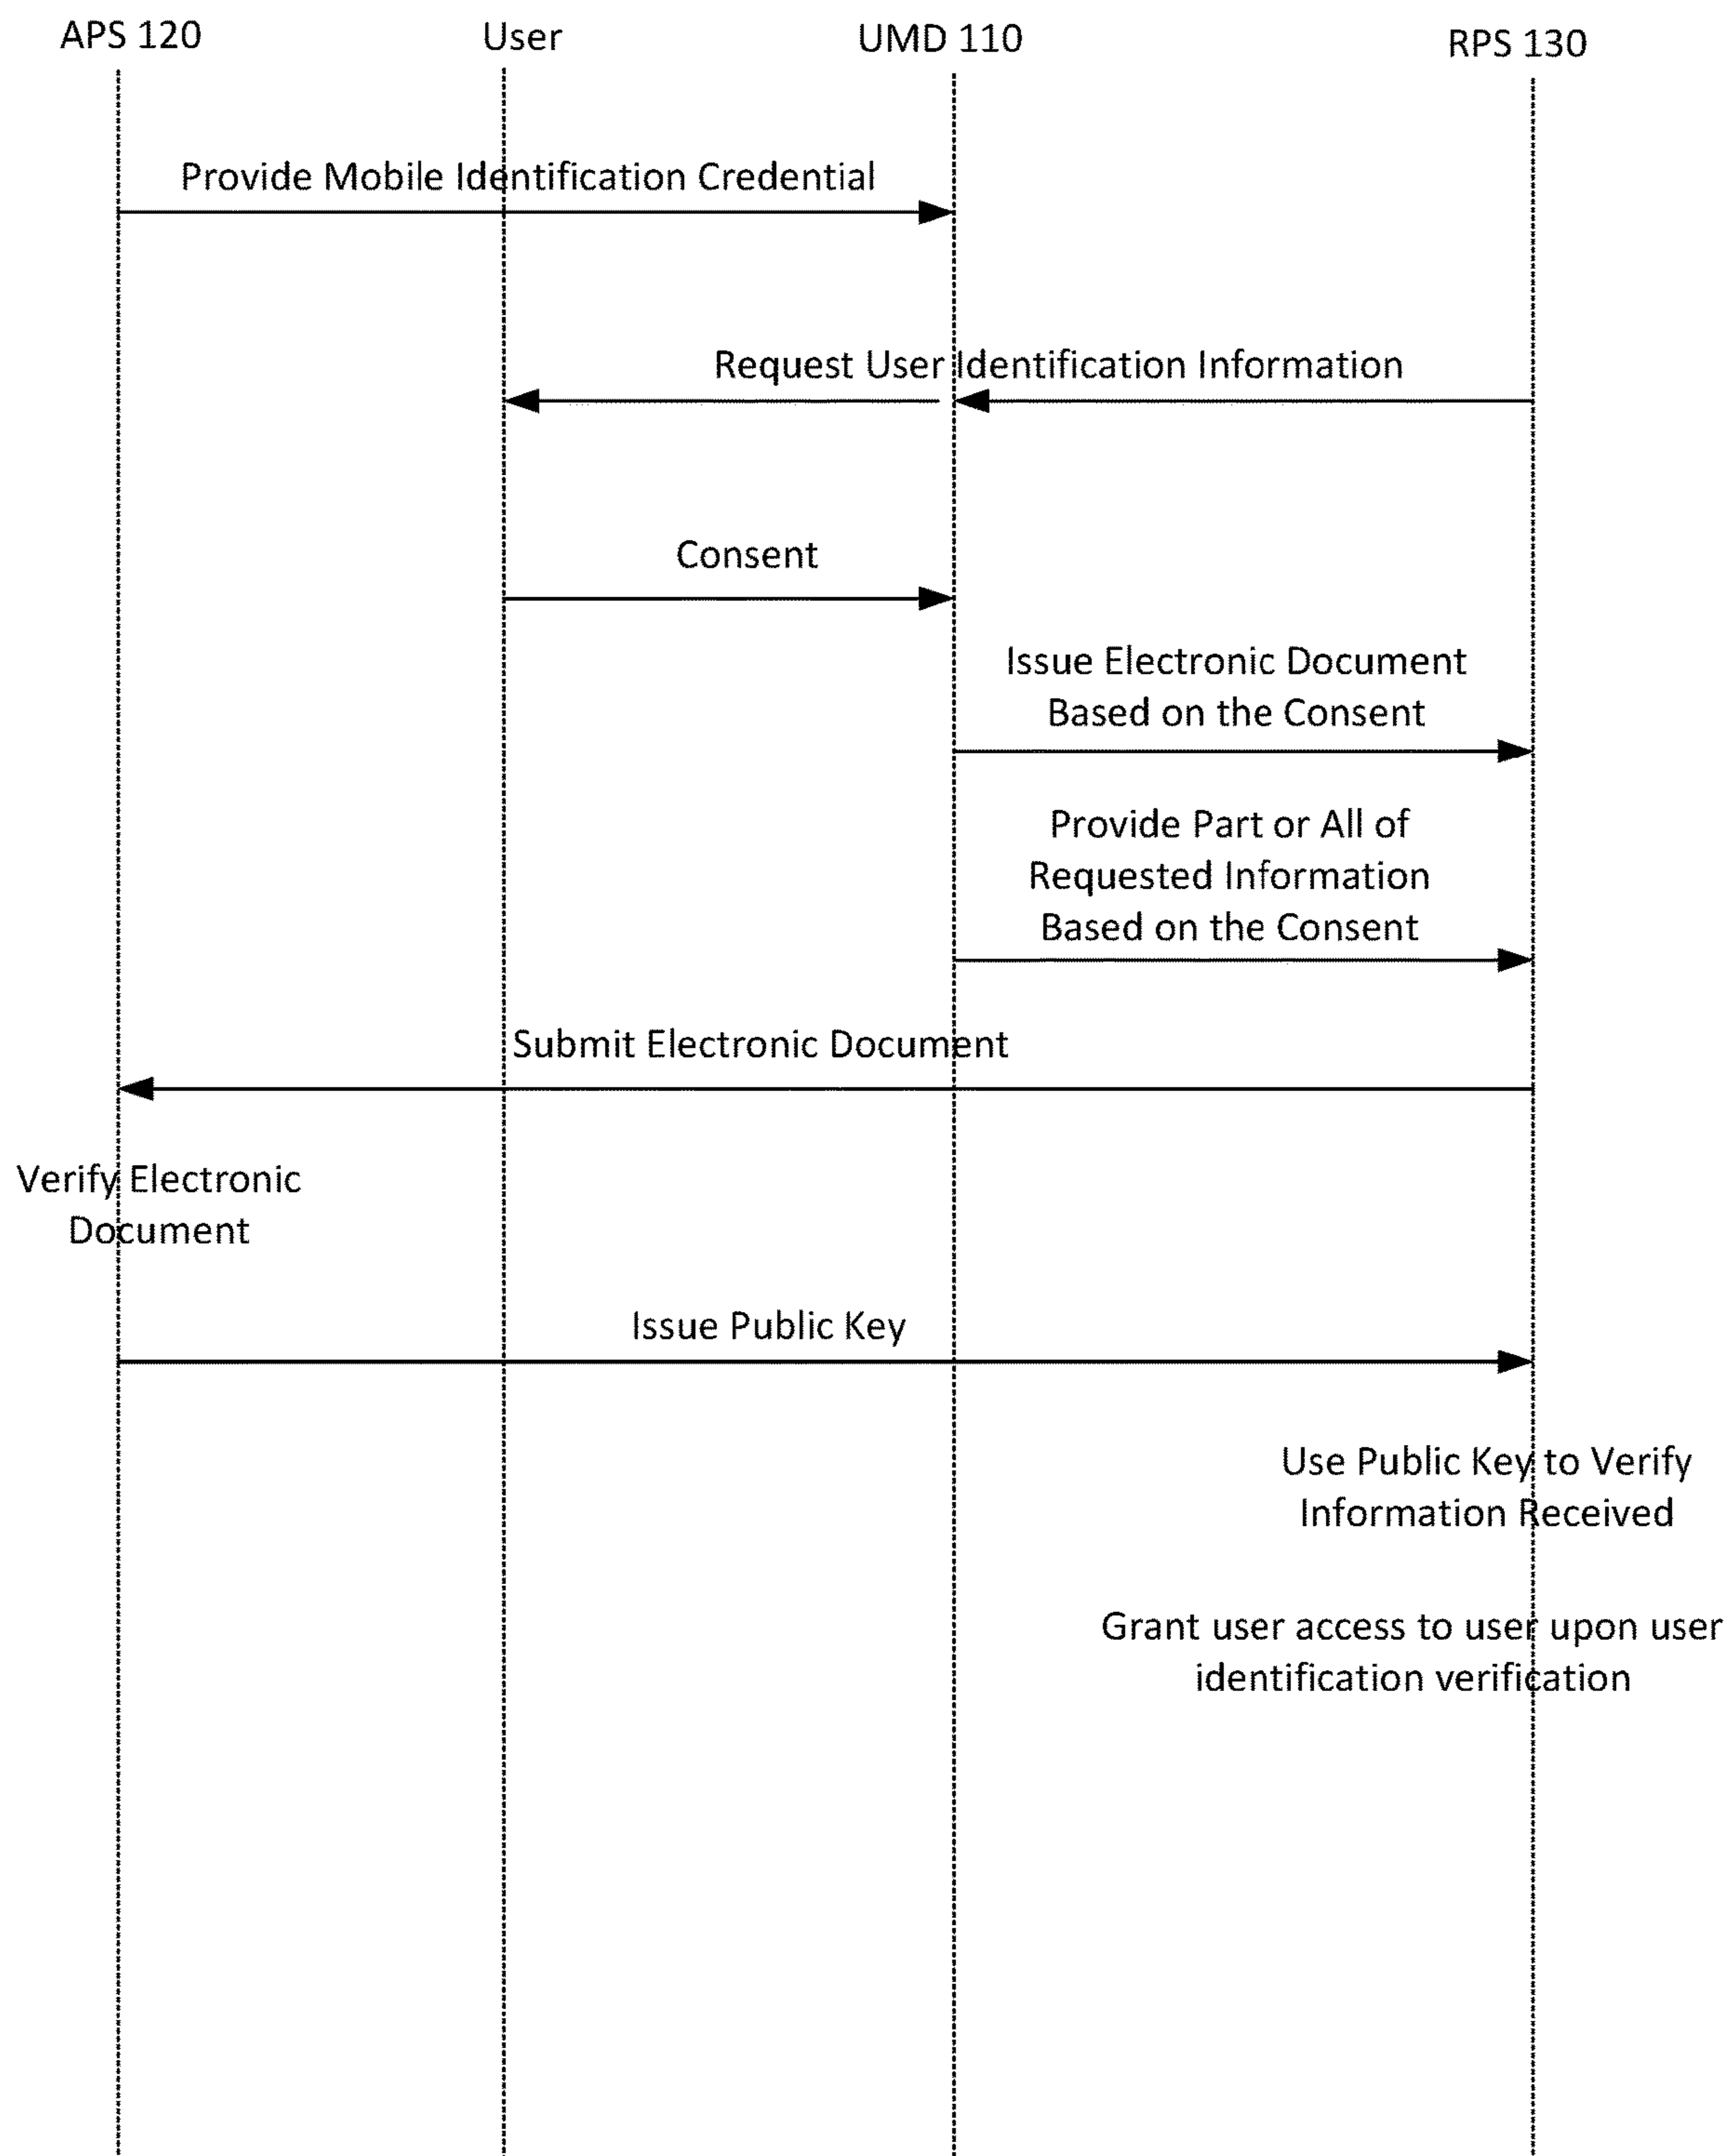 APS 120
User
UMD 110
RPS 130
Provide Mobile Identification Credential
Request User Identification Information
Consent
Issue Electronic Document
Based on the Consent
Provide Part or All of
Requested Information
Based on the Consent
Submit Electronic Document
Verify Electronic
Document
Issue Public Key
Use Public Key to Verify
Information Received
Grant user access to user upon user
identification verification